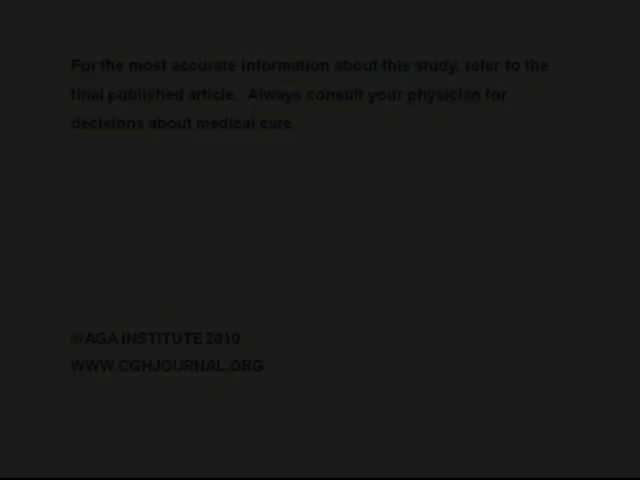 For the most accurate information about this study, refer to the
final published article. Always consult your physician for
decisions about medical care.
© AGA INSTITUTE 2010
WWW.CGHJOURNAL.ORG